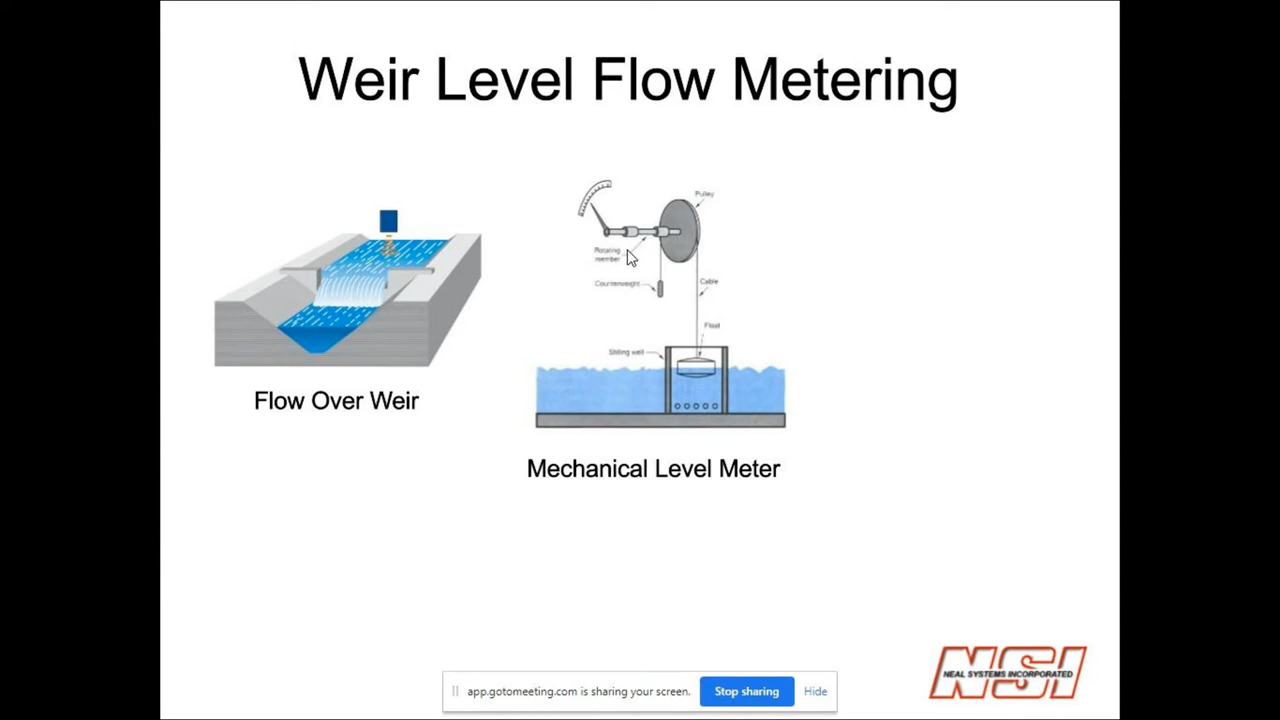 Weir Level Flow Metering
Pulley
Rotating
member
Counterweight
Cable
Float
Stilling well
Flow Over Weir
Mechanical Level Meter
NSI
NEAL SYSTEMS INCORPORATED
app.gotomeeting.com is sharing your screen.
Stop sharing
Hide